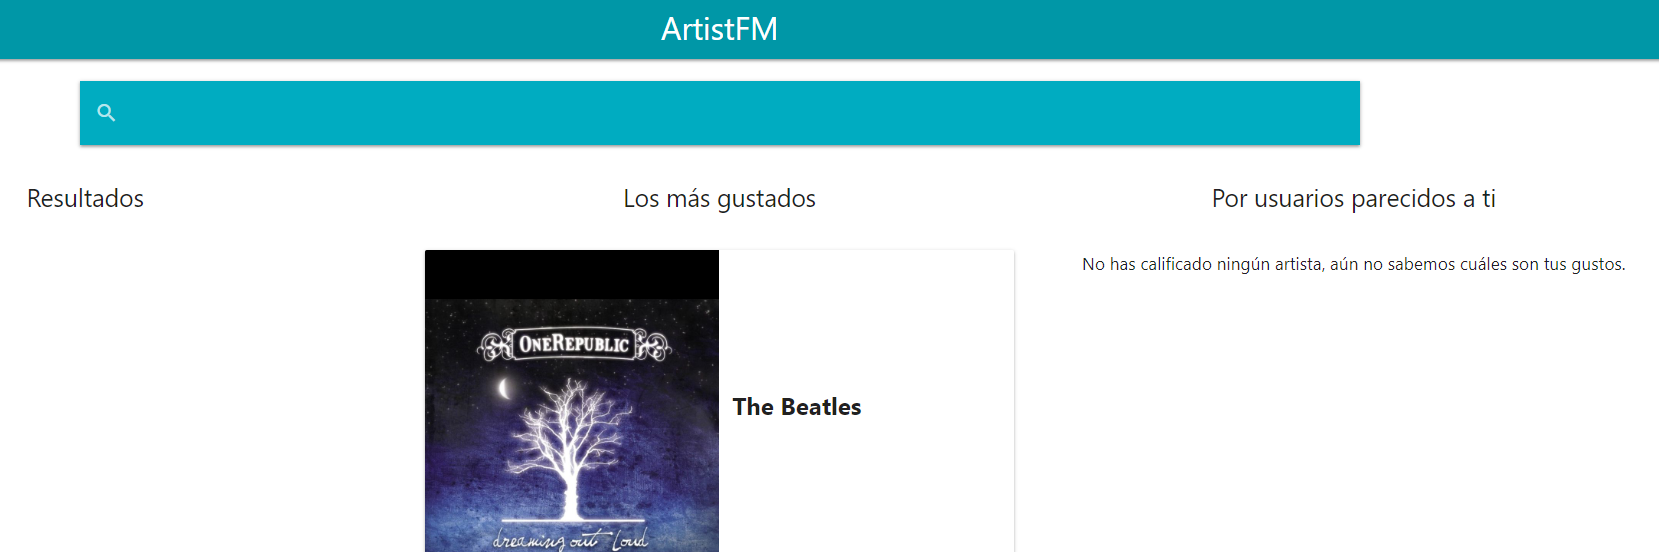 ArtistFM
Resultados
Los más gustados
Por usuarios parecidos a ti
No has calificado ningún artista, aún no sabemos cuáles son tus gustos.
OneRepublic
The Beatles
dreaming out loud